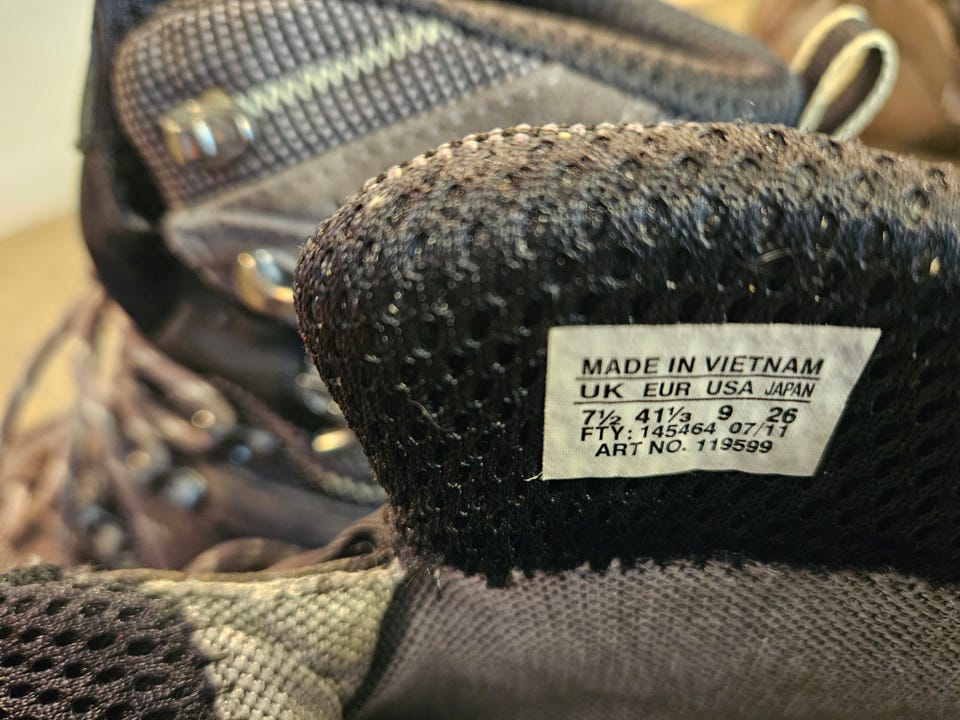 MADE IN VIETNAM
UK EUR USA JAPAN
7½ 41⅓ 9 26
FTY: 145464 07/11
ART NO. 119599